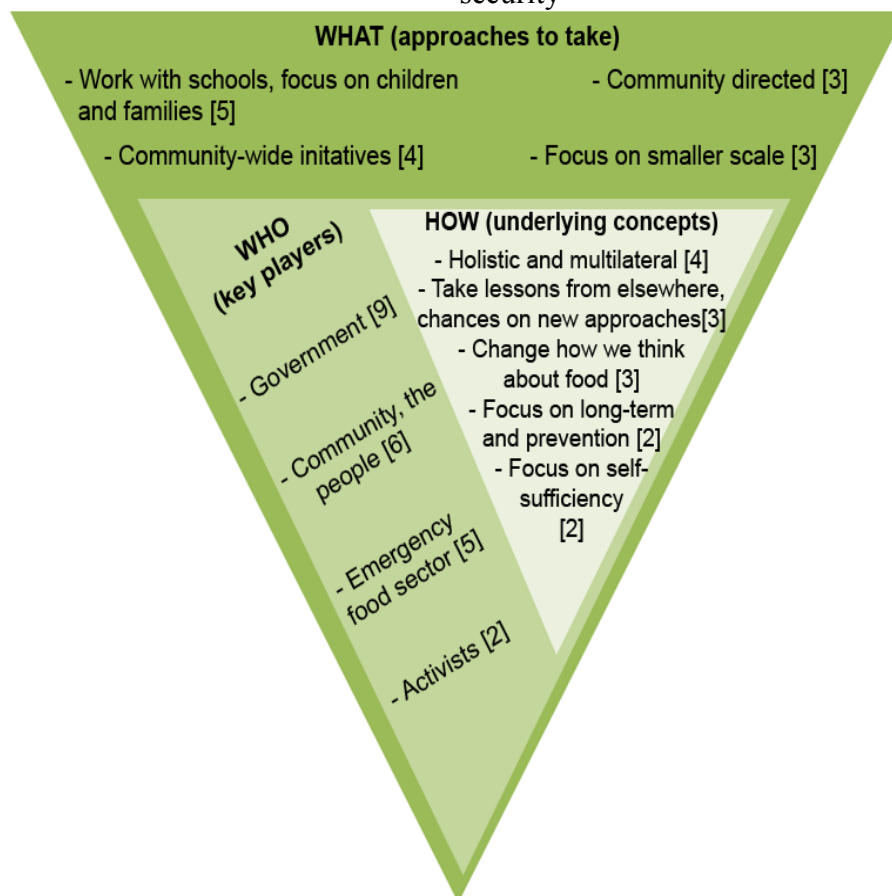 security
WHAT (approaches to take)
- Work with schools, focus on children
and families [5]
- Community directed [3]
- Community-wide initatives [4]
- Focus on smaller scale [3]
WHO
(key players)
- Government [9]
- Community, the
people [6]
- Emergency
food sector [5]
- Activists [2]
HOW (underlying concepts)
- Holistic and multilateral [4]
- Take lessons from elsewhere,
chances on new approaches[3]
- Change how we think
about food [3]
- Focus on long-term
and prevention [2]
- Focus on self-
sufficiency
[2]